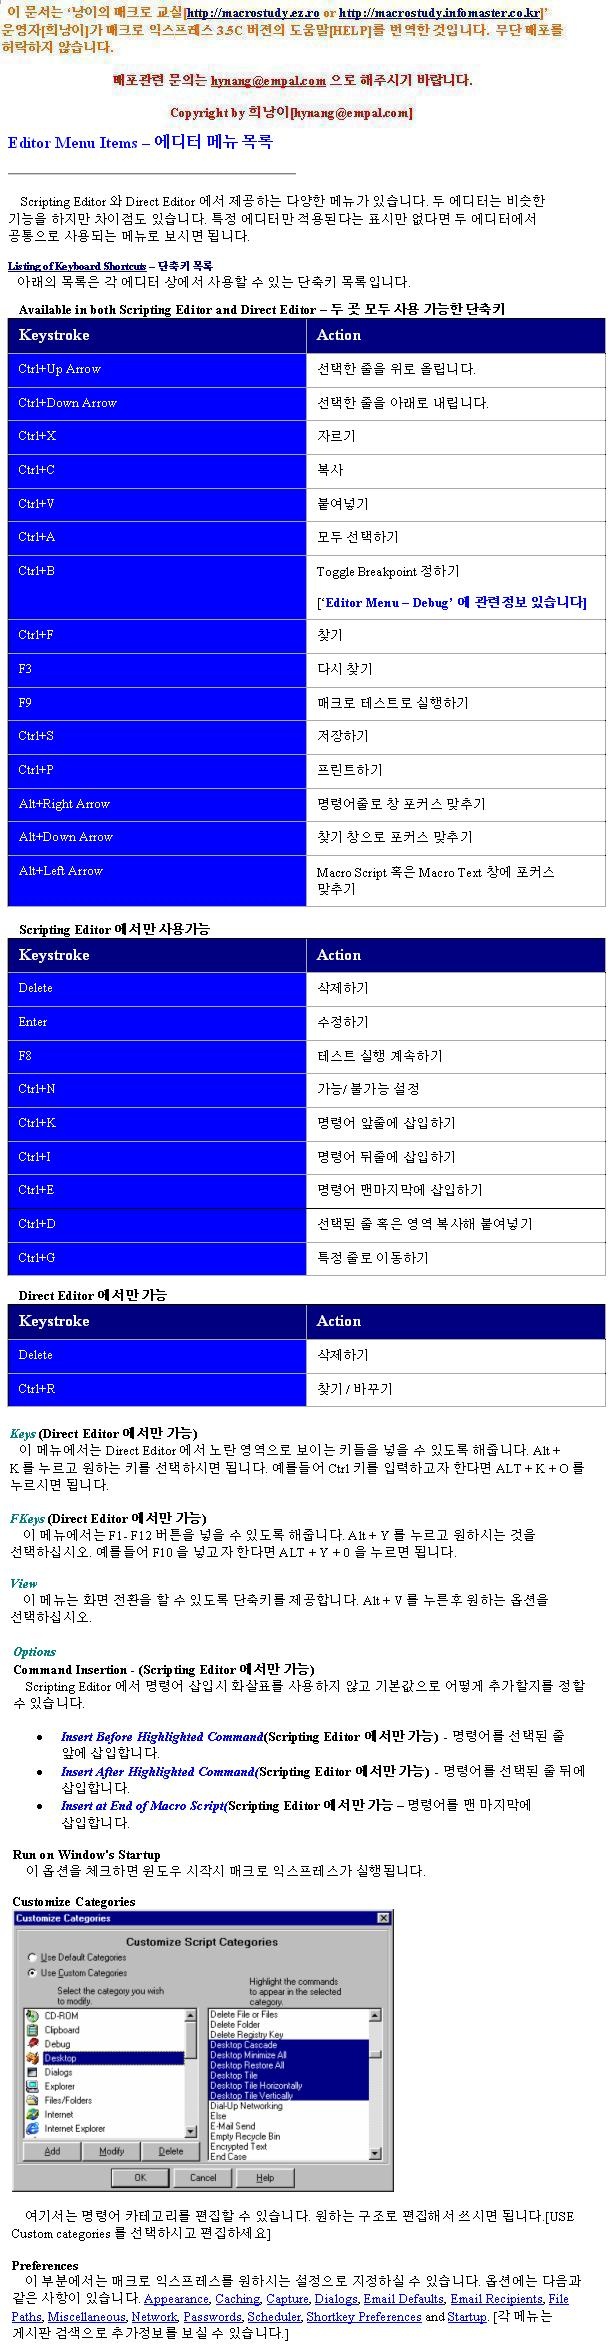 이 문서는 '낭이의 매크로 교실[http://macrostudy.ez.ro or http://macrostudy.infomaster.co.kr]'
운영자[희낭이]가 매크로 익스프레스 3.5C 버젼의 도움말[HELP]를 번역한 것입니다. 무단 배포를
허락하지 않습니다.
배포관련 문의는 hynang@empal.com 으로 해주시기 바랍니다.
Copyright by 희낭이[hynang@empal.com]
Editor Menu Items – 에디터 메뉴 목록
Scripting Editor 와 Direct Editor 에서 제공하는 다양한 메뉴가 있습니다. 두 에디터는 비슷한
기능을 하지만 차이점도 있습니다. 특정 에디터만 적용된다는 표시만 없다면 두 에디터에서
공통으로 사용되는 메뉴로 보시면 됩니다.
Listing of Keyboard Shortcuts – 단축키 목록
아래의 목록은 각 에디터 상에서 사용할 수 있는 단축키 목록입니다.
Available in both Scripting Editor and Direct Editor – 두 곳 모두 사용 가능한 단축키
Keystroke Action
Ctrl+Up Arrow 선택한 줄을 위로 올립니다.
Ctrl+Down Arrow 선택한 줄을 아래로 내립니다.
Ctrl+X 자르기
Ctrl+C 복사
Ctrl+V 붙여넣기
Ctrl+A 모두 선택하기
Ctrl+B Toggle Breakpoint 정하기
['Editor Menu – Debug' 에 관련정보 있습니다]
Ctrl+F 찾기
F3 다시 찾기
F9 매크로 테스트로 실행하기
Ctrl+S 저장하기
Ctrl+P 프린트하기
Alt+Right Arrow 명령어줄로 창 포커스 맞추기
Alt+Down Arrow 찾기 창으로 포커스 맞추기
Alt+Left Arrow Macro Script 혹은 Macro Text 창에 포커스
맞추기
Scripting Editor 에서만 사용가능
Keystroke Action
Delete 삭제하기
Enter 수정하기
F8 테스트 실행 계속하기
Ctrl+N 가능/ 불가능 설정
Ctrl+K 명령어 앞줄에 삽입하기
Ctrl+I 명령어 뒤줄에 삽입하기
Ctrl+E 명령어 맨마지막에 삽입하기
Ctrl+D 선택된 줄 혹은 영역 복사해 붙여넣기
Ctrl+G 특정 줄로 이동하기
Direct Editor 에서만 가능
Keystroke Action
Delete 삭제하기
Ctrl+R 찾기 / 바꾸기
Keys (Direct Editor 에서만 가능)
이 메뉴에서는 Direct Editor 에서 노란 영역으로 보이는 키들을 넣을 수 있도록 해줍니다. Alt +
K 를 누르고 원하는 키를 선택하시면 됩니다. 예를들어 Ctrl 키를 입력하고자 한다면 ALT + K + O 를
누르시면 됩니다.
FKeys (Direct Editor 에서만 가능)
이 메뉴에서는 F1- F12 버튼을 넣을 수 있도록 해줍니다. Alt + Y 를 누르고 원하시는 것을
선택하십시오. 예를들어 F10 을 넣고자 한다면 ALT + Y + 0 을 누르면 됩니다.
View
이 메뉴는 화면 전환을 할 수 있도록 단축키를 제공합니다. Alt + V 를 누른후 원하는 옵션을
선택하십시오.
Options
Command Insertion - (Scripting Editor 에서만 가능)
Scripting Editor 에서 명령어 삽입시 화살표를 사용하지 않고 기본값으로 어떻게 추가할지를 정할
수 있습니다.
• Insert Before Highlighted Command(Scripting Editor 에서만 가능) - 명령어를 선택된 줄
앞에 삽입합니다.
• Insert After Highlighted Command(Scripting Editor 에서만 가능) - 명령어를 선택된 줄 뒤에
삽입합니다.
• Insert at End of Macro Script(Scripting Editor 에서만 가능 – 명령어를 맨 마지막에
삽입합니다.
Run on Window's Startup
이 옵션을 체크하면 윈도우 시작시 매크로 익스프레스가 실행됩니다.
Customize Categories
Customize Categories
Customize Script Categories
Use Default Categories
Use Custom Categories
Select the category you wish
to modify.
Highlight the commands
to appear in the selected
category.
CD-ROM
Clipboard
Debug
Desktop
Dialogs
Explorer
Files/Folders
Internet
Internet Explorer
Delete File or Files
Delete Folder
Delete Registry Key
Desktop Cascade
Desktop Minimize All
Desktop Restore All
Desktop Tile
Desktop Tile Horizontally
Desktop Tile Vertically
Dial-Up Networking
Else
E-Mail Send
Empty Recycle Bin
Encrypted Text
End Case
Add Modify Delete
OK Cancel Help
여기서는 명령어 카테고리를 편집할 수 있습니다. 원하는 구조로 편집해서 쓰시면 됩니다.[USE
Custom categories 를 선택하시고 편집하세요]
Preferences
이 부분에서는 매크로 익스프레스를 원하시는 설정으로 지정하실 수 있습니다. 옵션에는 다음과
같은 사항이 있습니다. Appearance, Caching, Capture, Dialogs, Email Defaults, Email Recipients, File
Paths, Miscellaneous, Network, Passwords, Scheduler, Shortkey Preferences and Startup. [각 메뉴는
게시판 검색으로 추가정보를 보실 수 있습니다.]